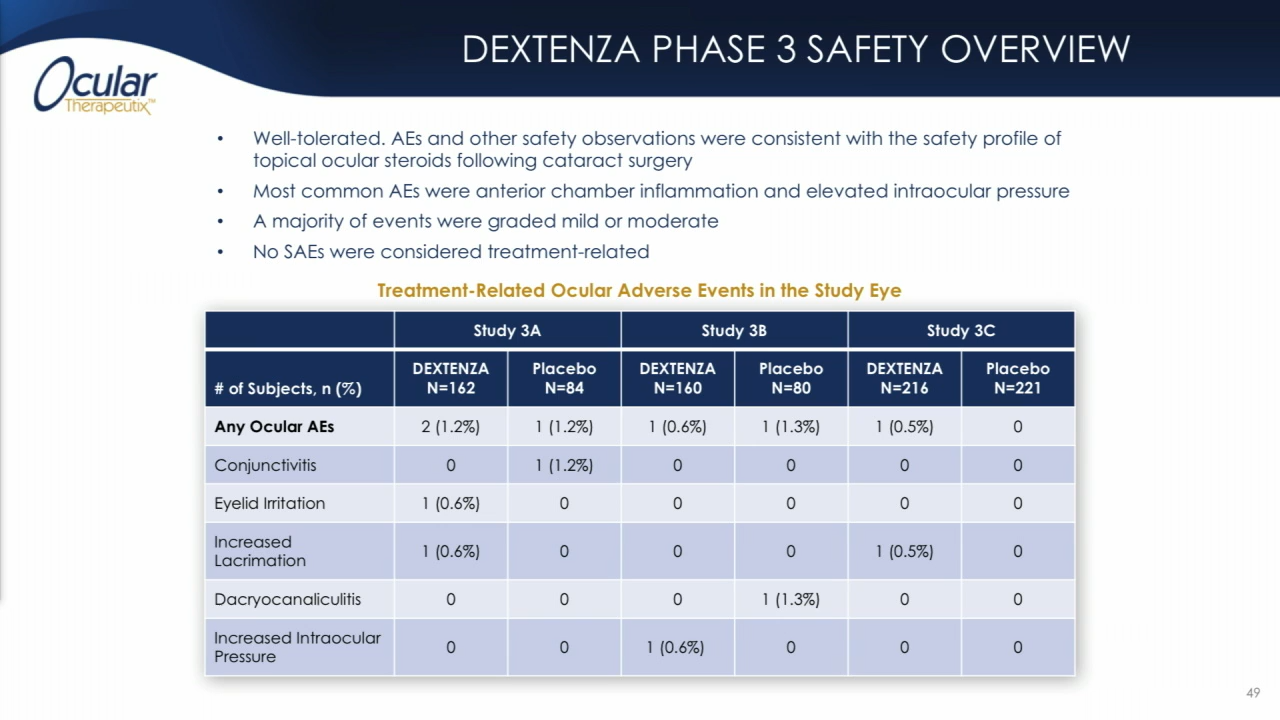 DEXTENZA PHASE 3 SAFETY OVERVIEW
Ocular
Therapeutix™
• Well-tolerated. AEs and other safety observations were consistent with the safety profile of
topical ocular steroids following cataract surgery
• Most common AEs were anterior chamber inflammation and elevated intraocular pressure
• A majority of events were graded mild or moderate
• No SAEs were considered treatment-related
Treatment-Related Ocular Adverse Events in the Study Eye
Study 3A Study 3B Study 3C
# of Subjects, n (%) DEXTENZA N=162 Placebo N=84 DEXTENZA N=160 Placebo N=80 DEXTENZA N=216 Placebo N=221
Any Ocular AEs 2 (1.2%) 1 (1.2%) 1 (0.6%) 1 (1.3%) 1 (0.5%) 0
Conjunctivitis 0 1 (1.2%) 0 0 0 0
Eyelid Irritation 1 (0.6%) 0 0 0 0 0
Increased Lacrimation 1 (0.6%) 0 0 0 1 (0.5%) 0
Dacryocanaliculitis 0 0 0 1 (1.3%) 0 0
Increased Intraocular Pressure 0 0 1 (0.6%) 0 0 0
49